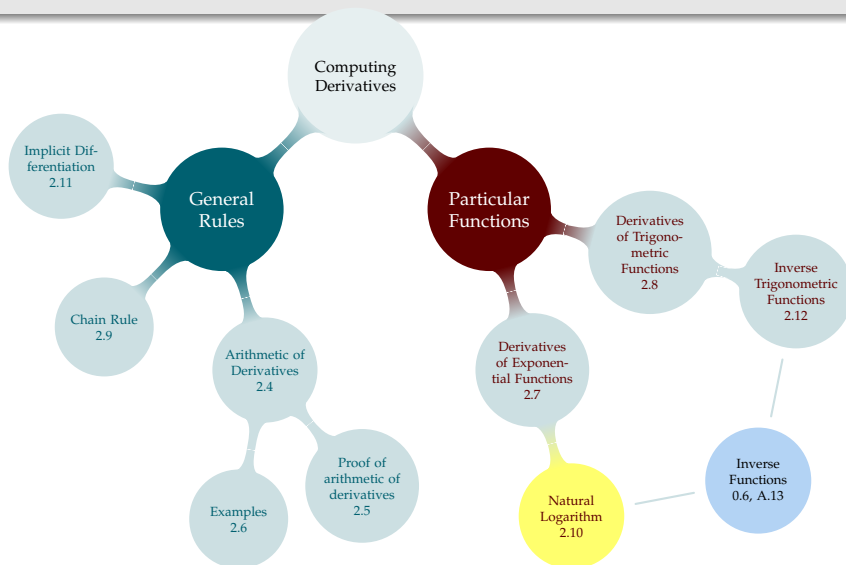 Computing
Derivatives
General
Rules
Particular
Functions
Implicit Dif-
ferentiation
2.11
Chain Rule
2.9
Arithmetic of
Derivatives
2.4
Examples
2.6
Proof of
arithmetic of
derivatives
2.5
Derivatives
of Trigono-
metric
Functions
2.8
Inverse
Trigonometric
Functions
2.12
Derivatives
of Exponen-
tial Functions
2.7
Natural
Logarithm
2.10
Inverse
Functions
0.6, A.13